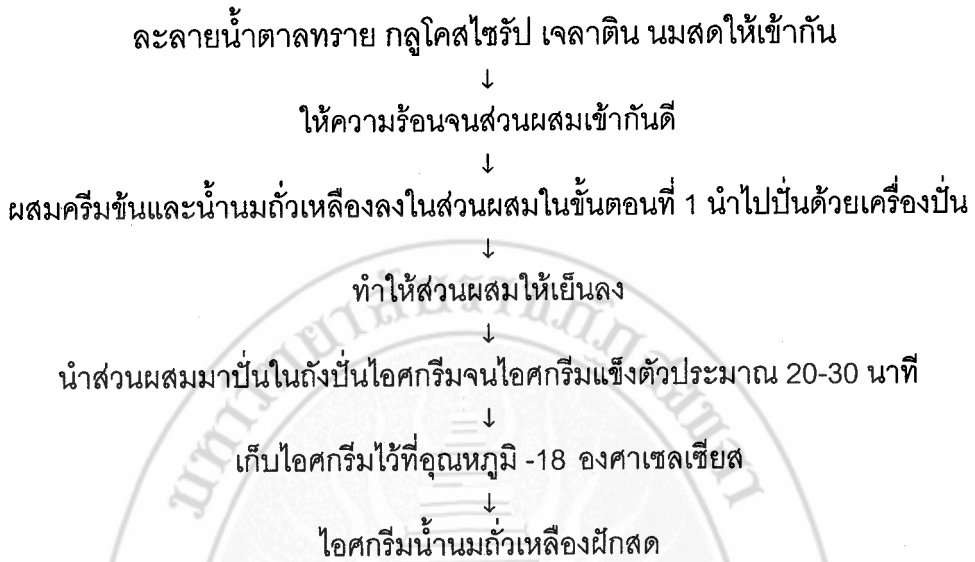 ละลายน้ำตาลทราย กลูโคสไซรัป เจลาติน นมสดให้เข้ากัน
↓
ให้ความร้อนจนส่วนผสมเข้ากันดี
↓
ผสมครีมข้นและน้ำนมถั่วเหลืองลงในส่วนผสมในขั้นตอนที่ 1 นำไปปั่นด้วยเครื่องปั่น
↓
ทำให้ส่วนผสมให้เย็นลง
↓
นำส่วนผสมมาปั่นในถังปั่นไอศกรีมจนไอศกรีมแข็งตัวประมาณ 20-30 นาที
↓
เก็บไอศกรีมไว้ที่อุณหภูมิ -18 องศาเซลเซียส
↓
ไอศกรีมน้ำนมถั่วเหลืองฝักสด